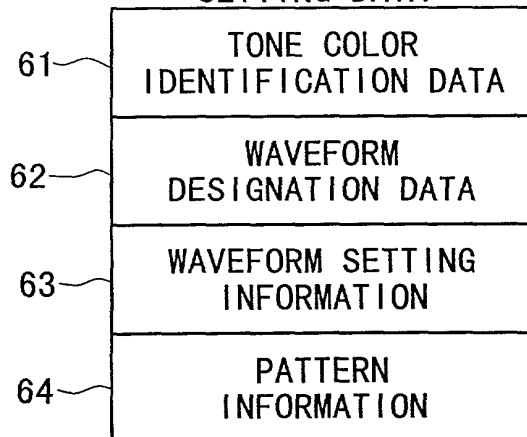 61
TONE COLOR
IDENTIFICATION DATA
62
WAVEFORM
DESIGNATION DATA
63
WAVEFORM SETTING
INFORMATION
64
PATTERN
INFORMATION